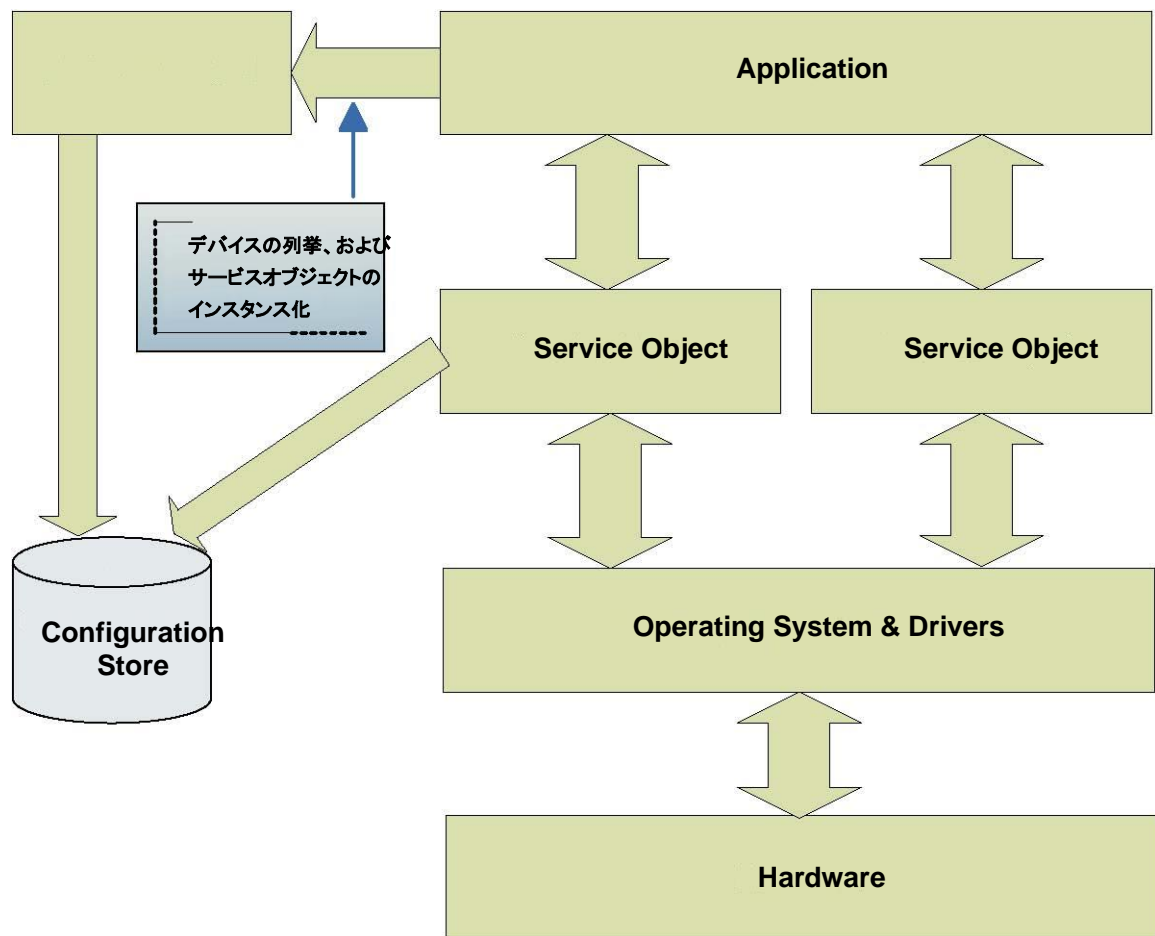 Application
デバイスの列挙、および
サービスオブジェクトの
インスタンス化
Service Object
Service Object
Configuration
Store
Operating System & Drivers
Hardware